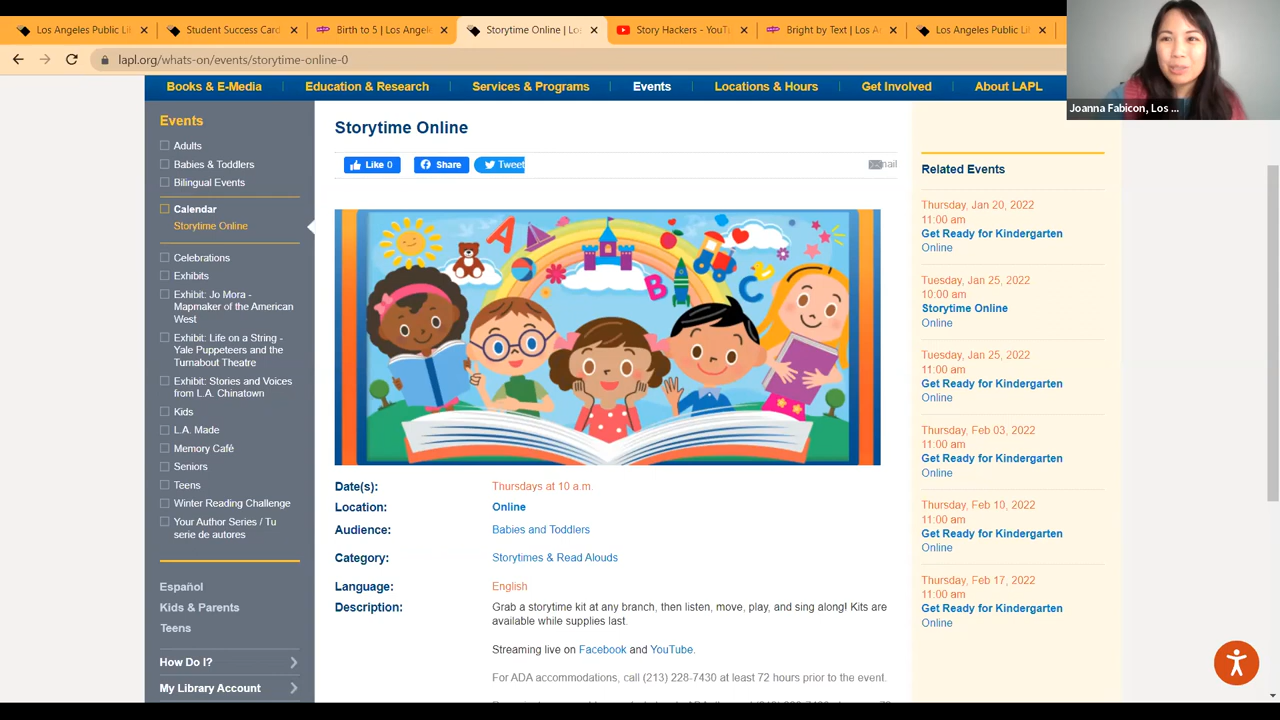 Los Angeles Public Li
Student Success Card
Birth to 5 | Los Angeles
Storytime Online | Lo
Story Hackers - YouT
Bright by Text | Los A
Los Angeles Public Li
lapl.org/whats-on/events/storytime-online-0
Joanna Fabicon, Los ...
Books & E-Media
Education & Research
Services & Programs
Events
Locations & Hours
Get Involved
About LAPL
Events
Adults
Babies & Toddlers
Bilingual Events
Calendar
Storytime Online
Celebrations
Exhibits
Exhibit: Jo Mora -
Mapmaker of the American
West
Exhibit: Life on a String -
Yale Puppeteers and the
Turnabout Theatre
Exhibit: Stories and Voices
from L.A. Chinatown
Kids
L.A. Made
Memory Café
Seniors
Teens
Winter Reading Challenge
Your Author Series / Tu
serie de autores
Español
Kids & Parents
Teens
How Do I?
My Library Account
Storytime Online
Like 0
Share
Tweet
A
B
C
Date(s):
Thursdays at 10 a.m.
Location:
Online
Audience:
Babies and Toddlers
Category:
Storytimes & Read Alouds
Language:
English
Description:
Grab a storytime kit at any branch, then listen, move, play, and sing along! Kits are
available while supplies last.
Streaming live on Facebook and YouTube.
For ADA accommodations, call (213) 228-7430 at least 72 hours prior to the event.
Related Events
Thursday, Jan 20, 2022
11:00 am
Get Ready for Kindergarten
Online
Tuesday, Jan 25, 2022
10:00 am
Storytime Online
Online
Tuesday, Jan 25, 2022
11:00 am
Get Ready for Kindergarten
Online
Thursday, Feb 03, 2022
11:00 am
Get Ready for Kindergarten
Online
Thursday, Feb 10, 2022
11:00 am
Get Ready for Kindergarten
Online
Thursday, Feb 17, 2022
11:00 am
Get Ready for Kindergarten
Online